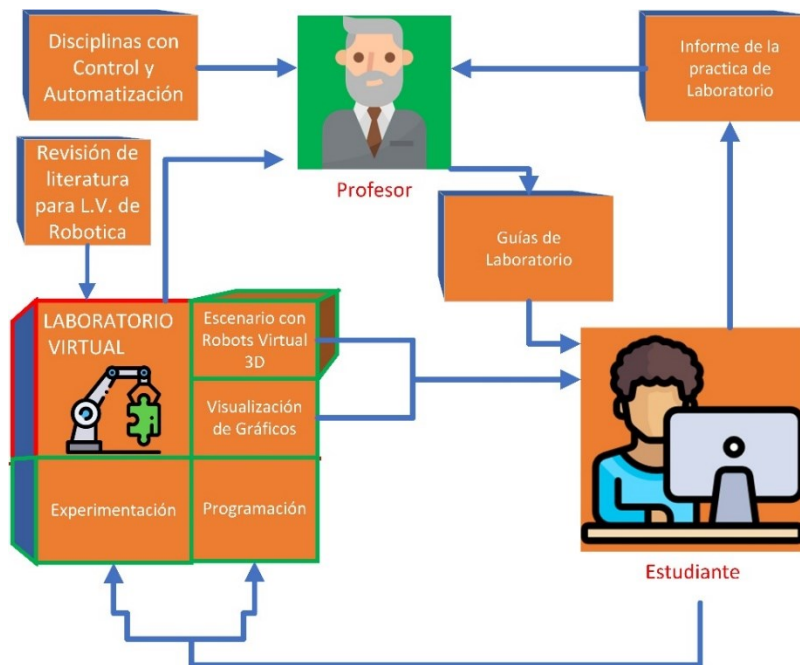 Disciplinas con
Control y
Automatización
Informe de la
practica de
Laboratorio
Revisión de
literatura
para L.V. de
Robotica
Profesor
Guías de
Laboratorio
LABORATORIO
VIRTUAL
Escenario con
Robots Virtual
3D
Visualización
de Gráficos
Experimentación
Programación
Estudiante